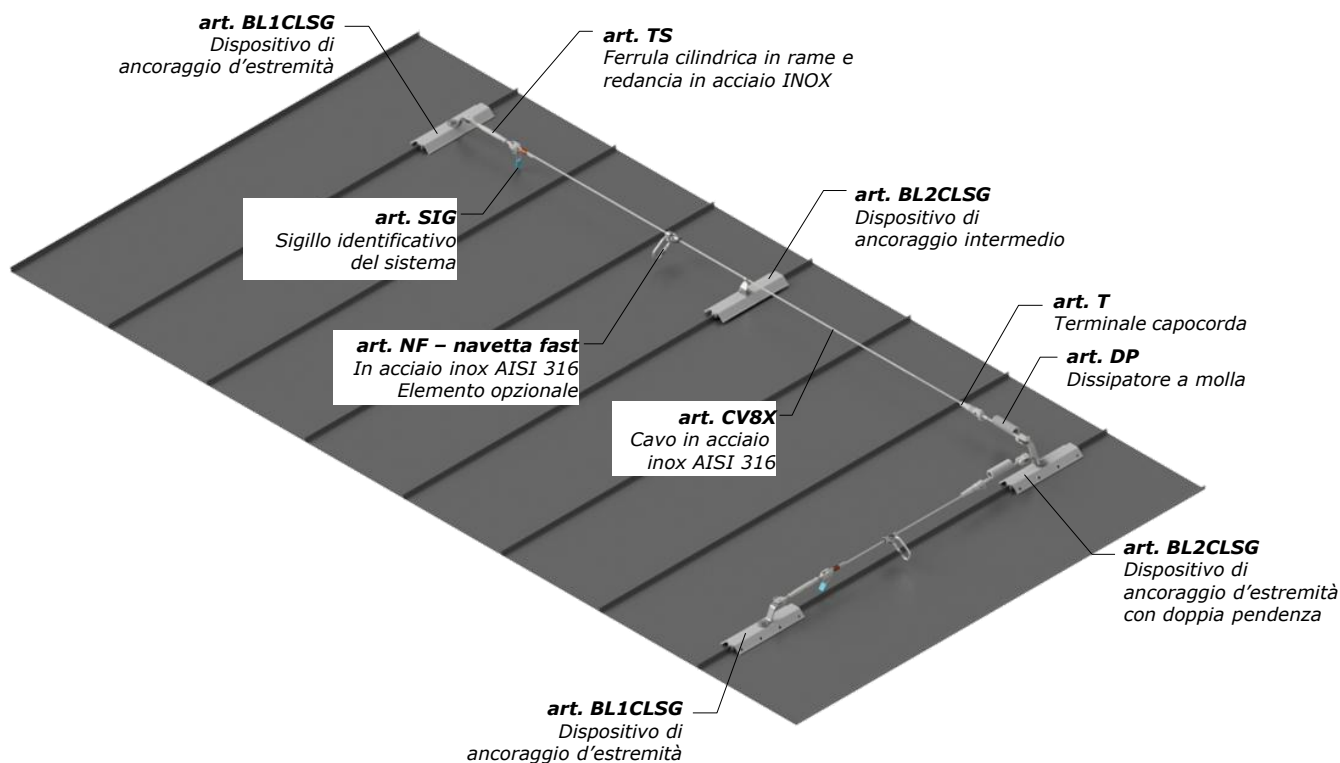 art. BL1CLSG
Dispositivo di
ancoraggio d'estremità
art. TS
Ferrula cilindrica in rame e
redancia in acciaio INOX
art. SIG
Sigillo identificativo
del sistema
art. BL2CLSG
Dispositivo di
ancoraggio intermedio
art. NF – navetta fast
In acciaio inox AISI 316
Elemento opzionale
art. T
Terminale capocorda
art. DP
Dissipatore a molla
art. CV8X
Cavo in acciaio
inox AISI 316
art. BL2CLSG
Dispositivo di
ancoraggio d'estremità
con doppia pendenza
art. BL1CLSG
Dispositivo di
ancoraggio d'estremità